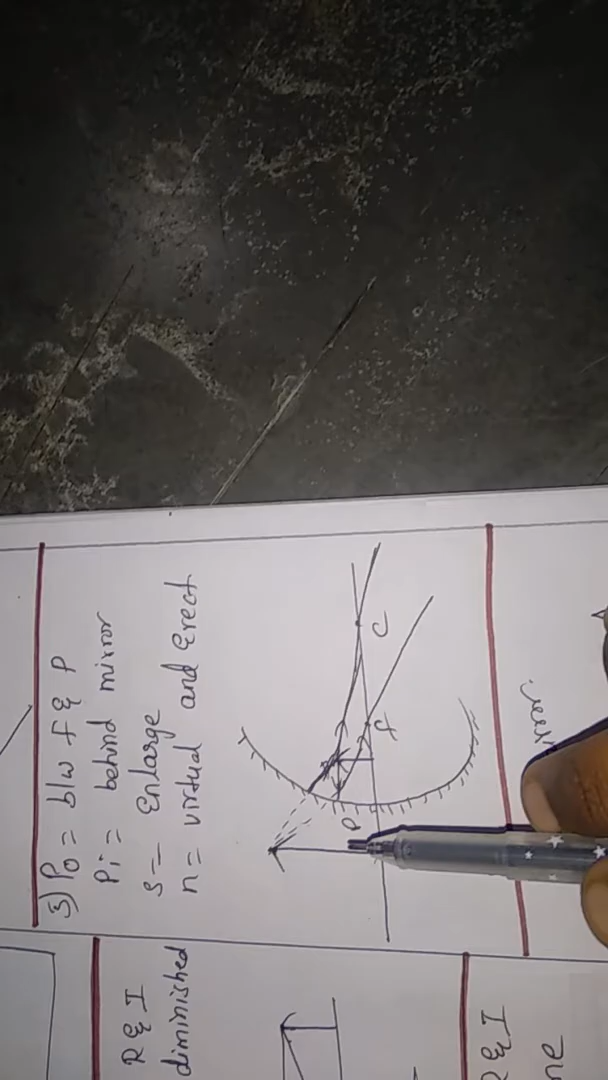 3) Po = b/w f & P
Pi = behind mirror
S = Enlarge
n = virtual and Erect
P
f
C
R & I
diminished
R & I